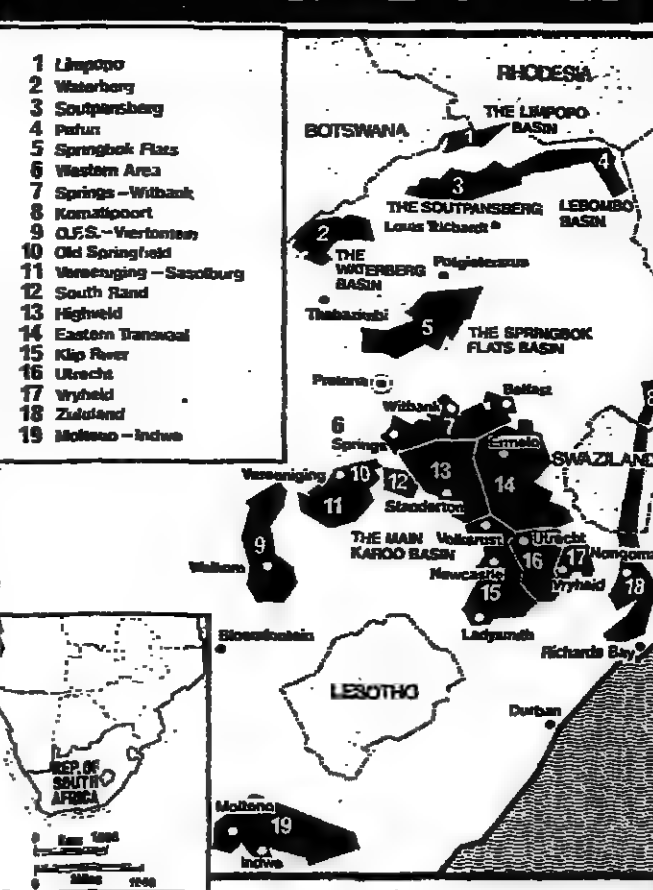 1 Limpopo
2 Waterberg
3 Soutpansberg
4 Pafuri
5 Springbok Flats
6 Western Area
7 Springs – Witbank
8 Komatipoort
9 O.F.S. – Vierfontein
10 Old Springfield
11 Vereeniging – Sasolburg
12 South Rand
13 Highveld
14 Eastern Transvaal
15 Klip River
16 Utrecht
17 Vryheid
18 Zululand
19 Molteno – Indwe
RHODESIA
BOTSWANA
THE LIMPOPO
BASIN
1
3
4
THE SOUTPANSBERG
LEBOMBO
BASIN
Louis Trichardt
2
THE
WATERBERG
BASIN
Potgietersrus
Thabazimbi
5
THE SPRINGBOK
FLATS BASIN
Pretoria
Witbank
Belfast
7
8
6
Springs
Ermelo
SWAZILAND
Vereeniging
10
12
13
14
11
Standerton
9
Welkom
THE MAIN
KAROO BASIN
Volksrust
Utrecht
16
17
Nongoma
Newcastle
Vryheid
18
15
Ladysmith
Bloemfontein
Richards Bay
LESOTHO
Durban
REP. OF
SOUTH
AFRICA
Molteno
19
Indwe
0 Kms
0 Miles